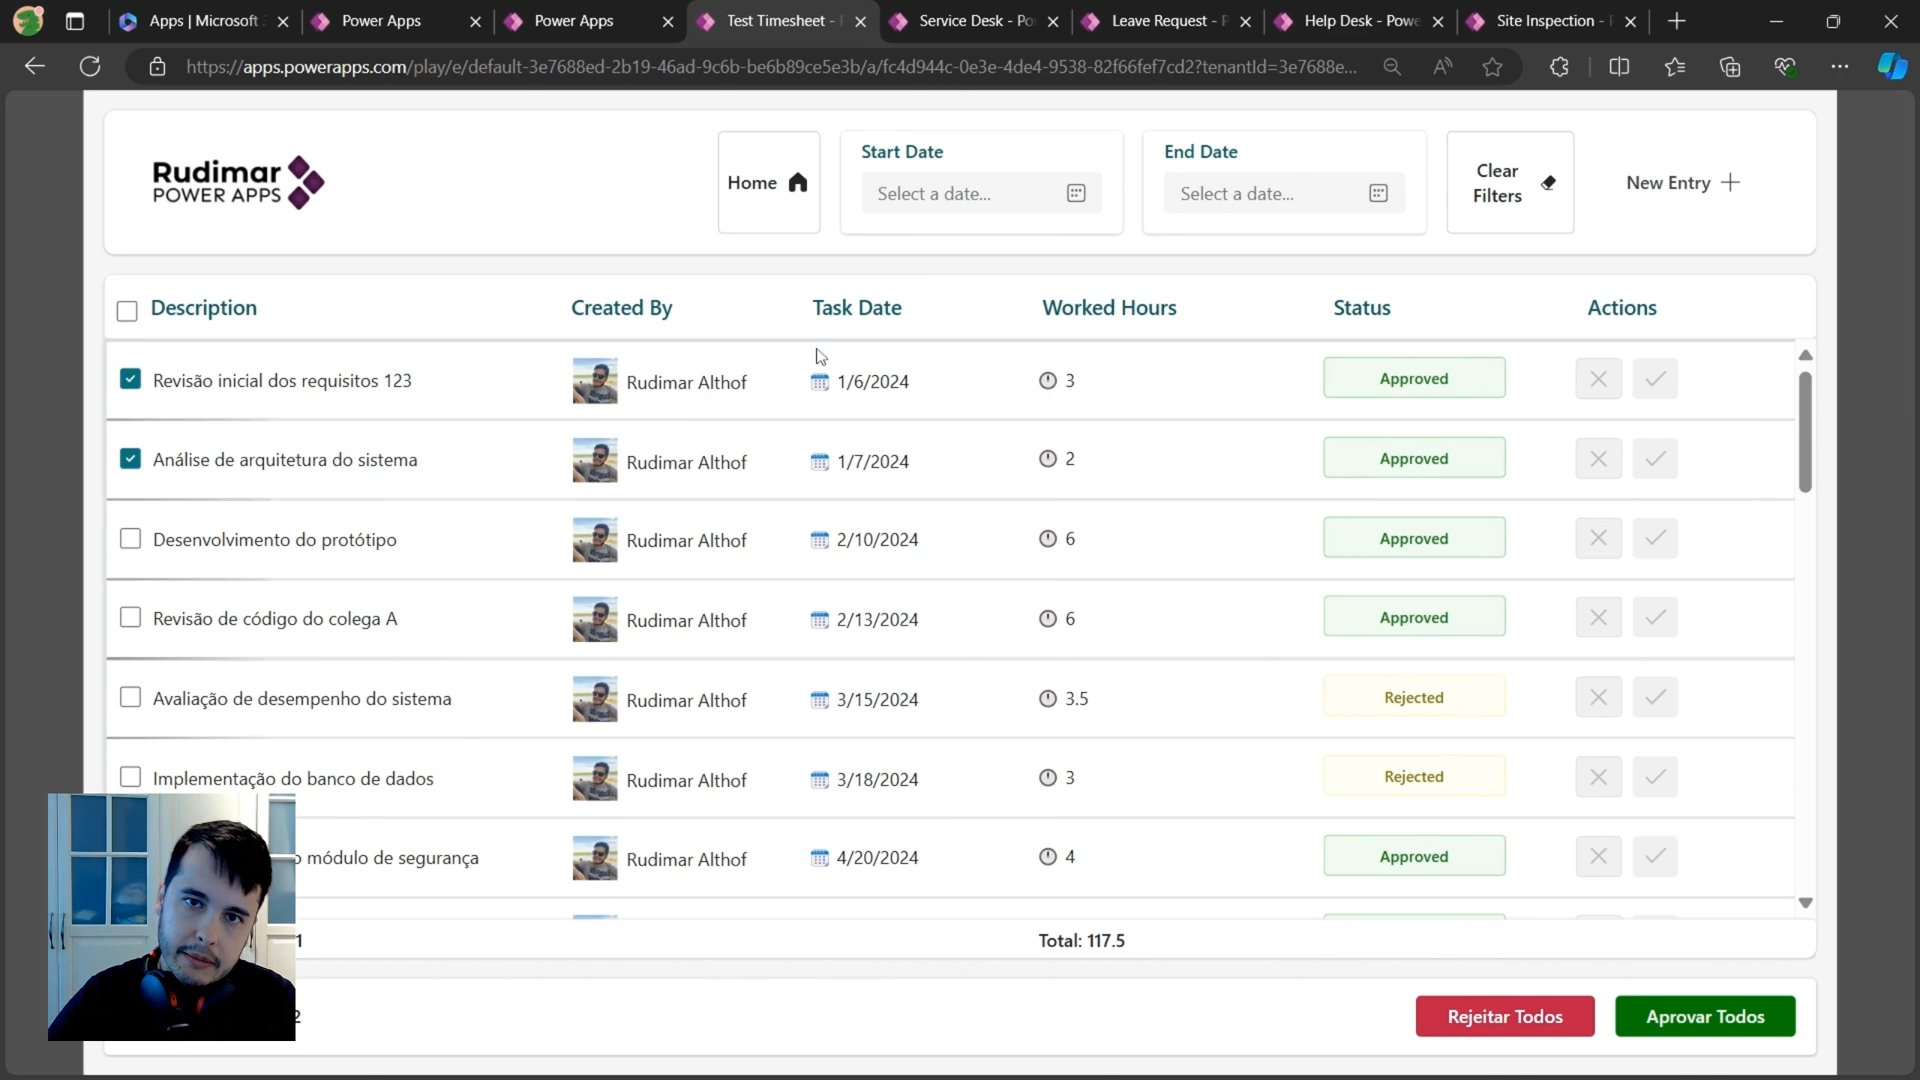 Apps | Microsoft
Power Apps
Power Apps
Test Timesheet -
Service Desk - Po
Leave Request - P
Help Desk - Powe
Site Inspection -
https://apps.powerapps.com/play/e/default-3e7688ed-2b19-46ad-9c6b-be6b89ce5e3b/a/fc4d944c-0e3e-4de4-9538-82f66fef7cd2?tenantId=3e7688e...
Rudimar
POWER APPS
Home
Start Date
Select a date...
End Date
Select a date...
Clear
Filters
New Entry
Description Created By Task Date Worked Hours Status Actions
Revisão inicial dos requisitos 123 Rudimar Althof 1/6/2024 3 Approved
Análise de arquitetura do sistema Rudimar Althof 1/7/2024 2 Approved
Desenvolvimento do protótipo Rudimar Althof 2/10/2024 6 Approved
Revisão de código do colega A Rudimar Althof 2/13/2024 6 Approved
Avaliação de desempenho do sistema Rudimar Althof 3/15/2024 3.5 Rejected
Implementação do banco de dados Rudimar Althof 3/18/2024 3 Rejected
módulo de segurança Rudimar Althof 4/20/2024 4 Approved
1 Total: 117.5
2 Rejeitar Todos Aprovar Todos